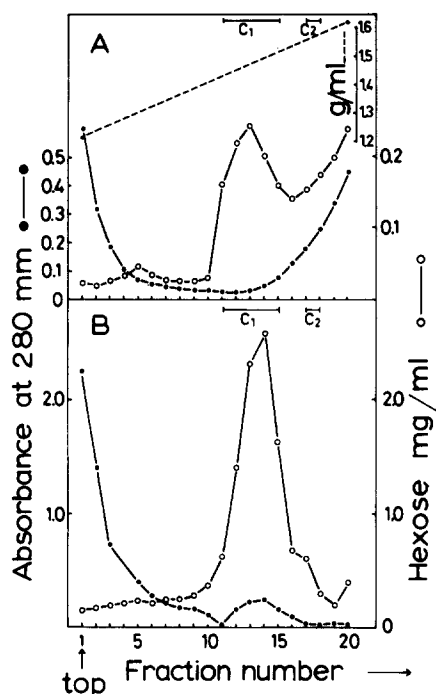 A
C1
C2
1.6
1.5
1.4
1.3
1.2
g/ml
0.5
0.4
0.3
0.2
0.1
0
0.2
0.1
B
C1
C2
2.0
1.0
2.0
1.0
0
Absorbance at 280 mm
Hexose mg/ml
1 5 10 15 20
top
Fraction number